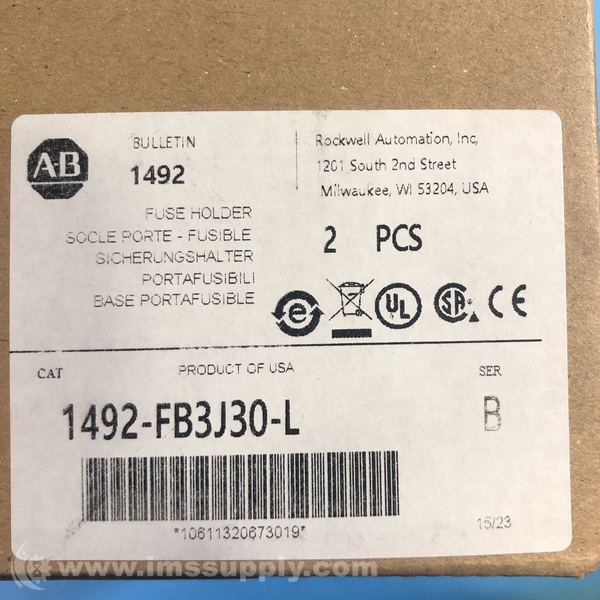 AB
BULLETIN
1492
Rockwell Automation, Inc,
1201 South 2nd Street
Milwaukee, WI 53204, USA
FUSE HOLDER
SOCLE PORTE - FUSIBLE
SICHERUNGSHALTER
PORTAFUSIBILI
BASE PORTAFUSIBLE
2 PCS
e UL SA CE
CAT
PRODUCT OF USA
SER
1492-FB3J30-L
B
*10611320673019*
15/23
www.imssupply.com